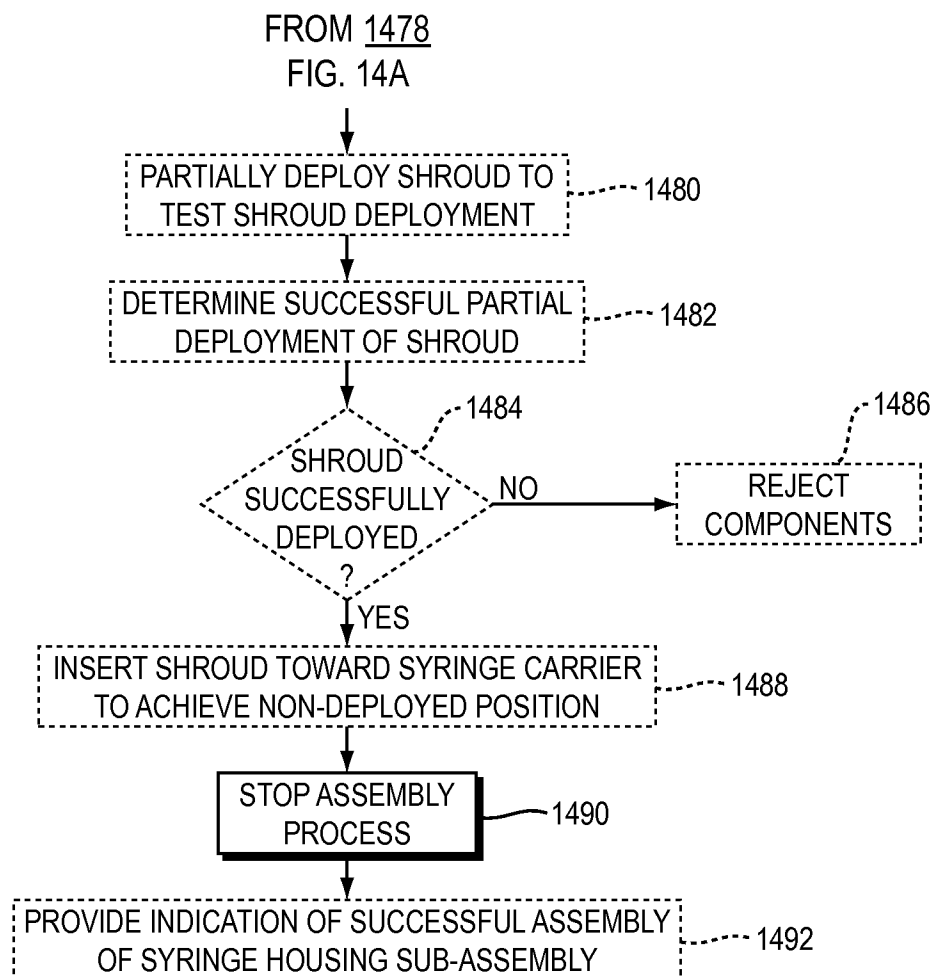 FROM 1478
FIG. 14A
PARTIALLY DEPLOY SHROUD TO
TEST SHROUD DEPLOYMENT
1480
DETERMINE SUCCESSFUL PARTIAL
DEPLOYMENT OF SHROUD
1482
SHROUD
SUCCESSFULLY
DEPLOYED
?
1484
NO
REJECT
COMPONENTS
1486
YES
INSERT SHROUD TOWARD SYRINGE CARRIER
TO ACHIEVE NON-DEPLOYED POSITION
1488
STOP ASSEMBLY
PROCESS
1490
PROVIDE INDICATION OF SUCCESSFUL ASSEMBLY
OF SYRINGE HOUSING SUB-ASSEMBLY
1492